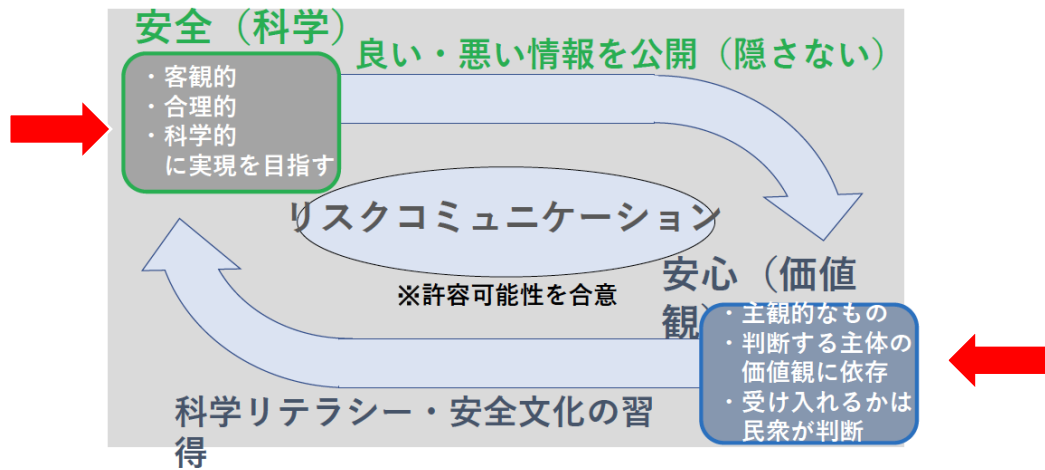 安全（科学）
良い・悪い情報を公開（隠さない）
・客観的
・合理的
・科学的
に実現を目指す
リスクコミュニケーション
※許容可能性を合意
安心（価値
観）
・主観的なもの
・判断する主体の
価値観に依存
・受け入れるかは
民衆が判断
科学リテラシー・安全文化の習
得